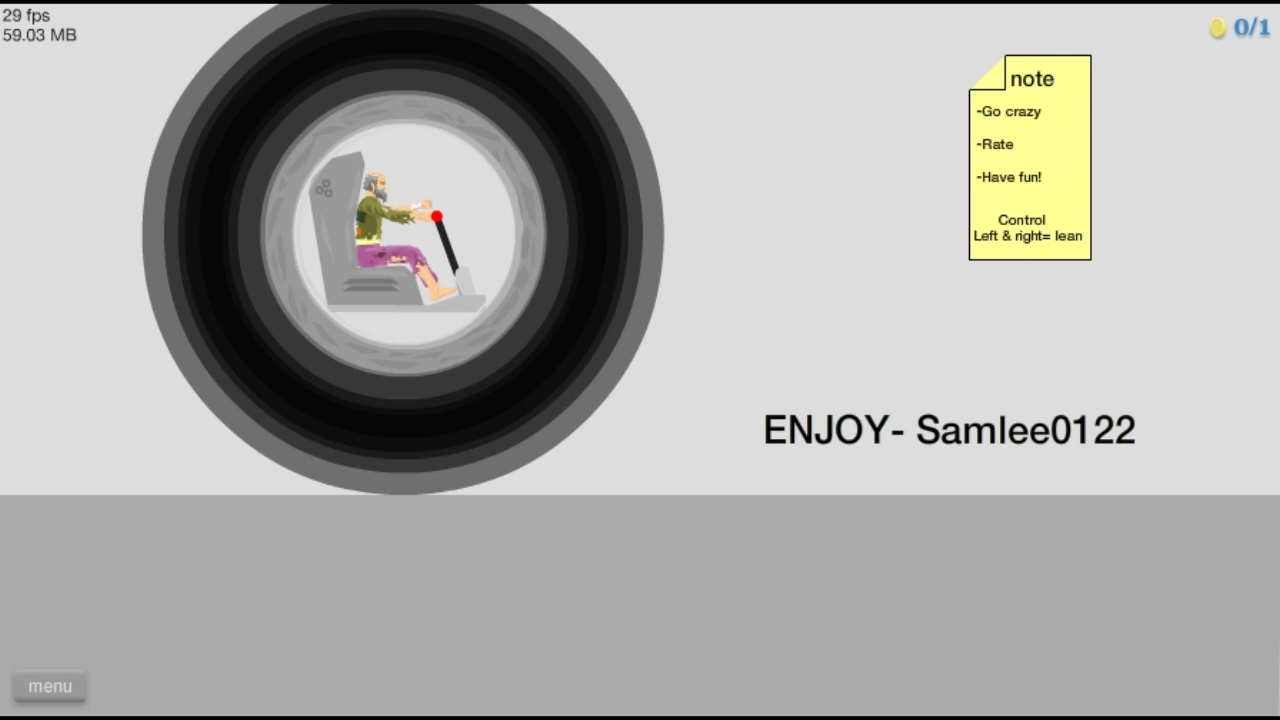 29 fps
59.03 MB
0/1
note
-Go crazy
-Rate
-Have fun!
Control
Left & right= lean
ENJOY- Samlee0122
menu